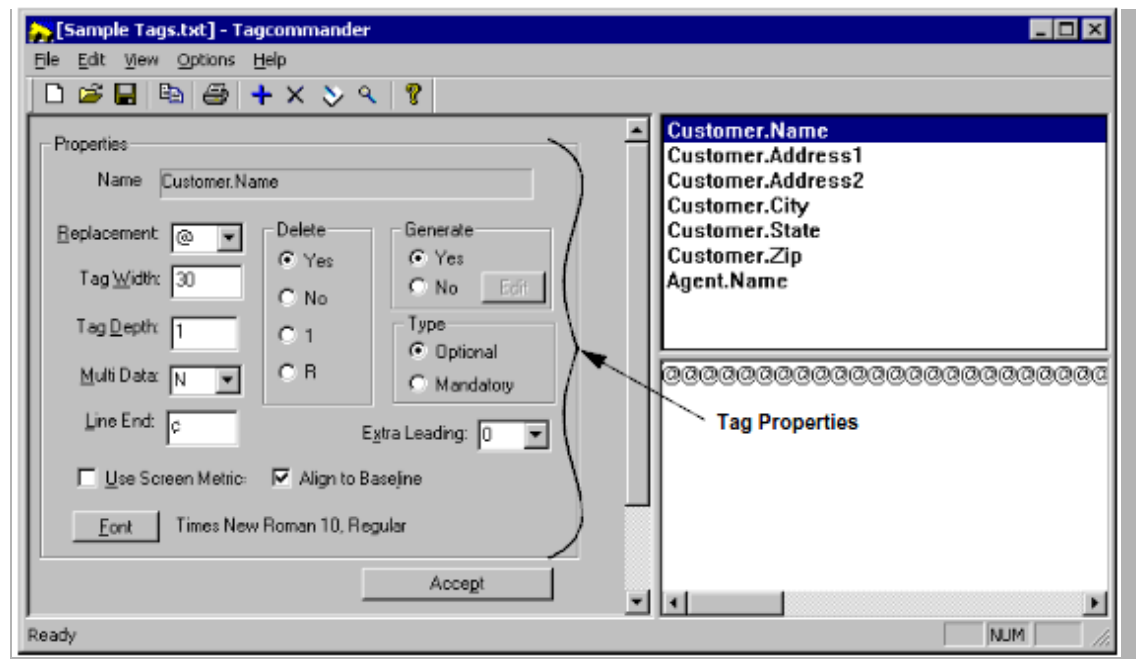 [Sample Tags.txt] - Tagcommander
File Edit View Options Help
Properties
Name Customer.Name
Replacement: @
Tag Width: 30
Tag Depth: 1
Multi Data: N
Line End: ç
Delete
Yes
No
1
R
Generate
Yes
No Edit
Type
Optional
Mandatory
Extra Leading: 0
Use Screen Metric:
Align to Baseline
Font Times New Roman 10, Regular
Accept
Customer.Name
Customer.Address1
Customer.Address2
Customer.City
Customer.State
Customer.Zip
Agent.Name
@@@@@@@@@@@@@@@@@@@@@@@@
Tag Properties
Ready NUM